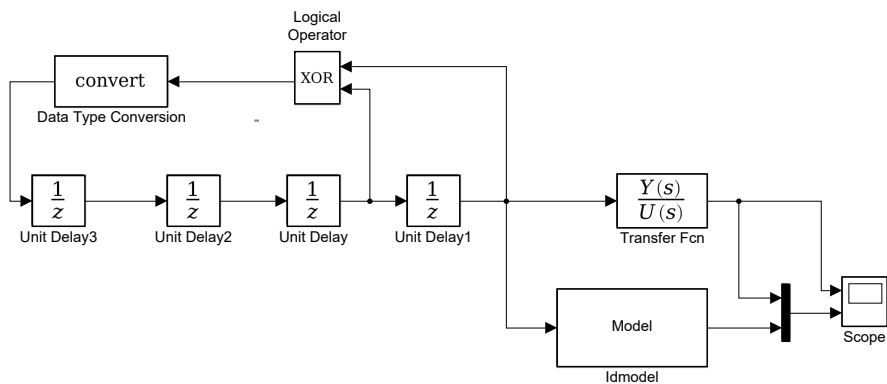 Logical
Operator
convert
XOR
Data Type Conversion
1
z
1
z
1
z
1
z
Y(s)
U(s)
Unit Delay3
Unit Delay2
Unit Delay
Unit Delay1
Transfer Fcn
Model
Scope
Idmodel